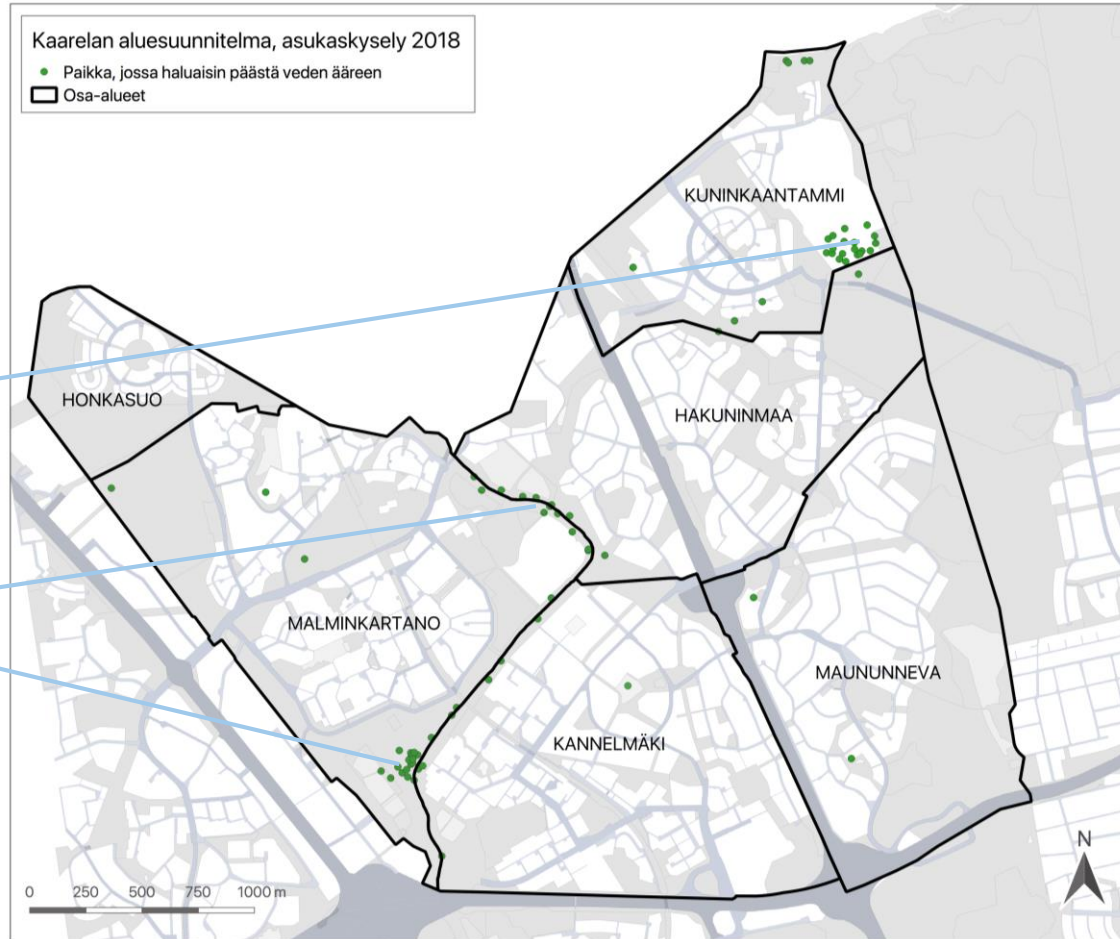 Kaarelan aluesuunnitelma, asukaskysely 2018
Paikka, jossa haluaisin päästä veden ääreen
Osa-alueet
KUNINKAANTAMMI
HONKASUO
HAKUNINMAA
MALMINKARTANO
MAUNUNNEVA
KANNELMÄKI
N
0 250 500 750 1000 m